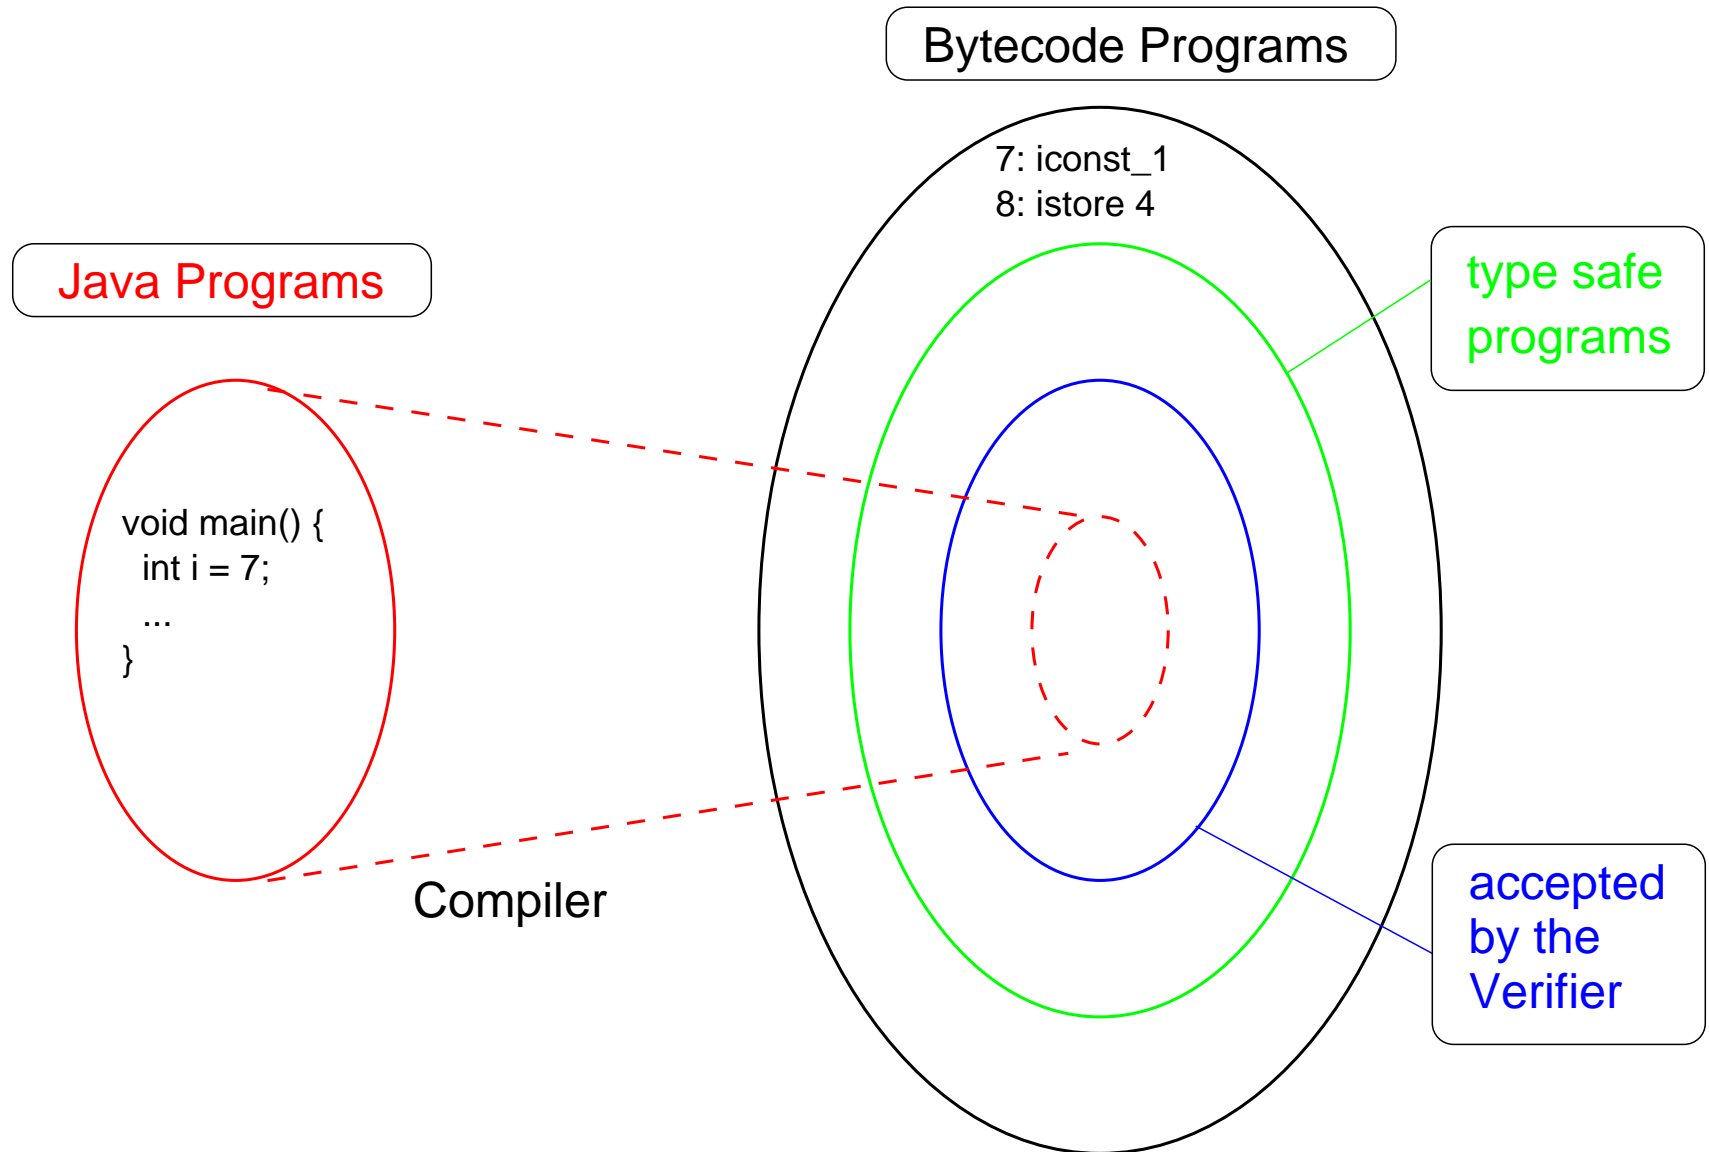 Bytecode Programs
7: iconst_1
8: istore 4
Java Programs
type safe
programs
void main() {
int i = 7;
...
}
Compiler
accepted
by the
Verifier